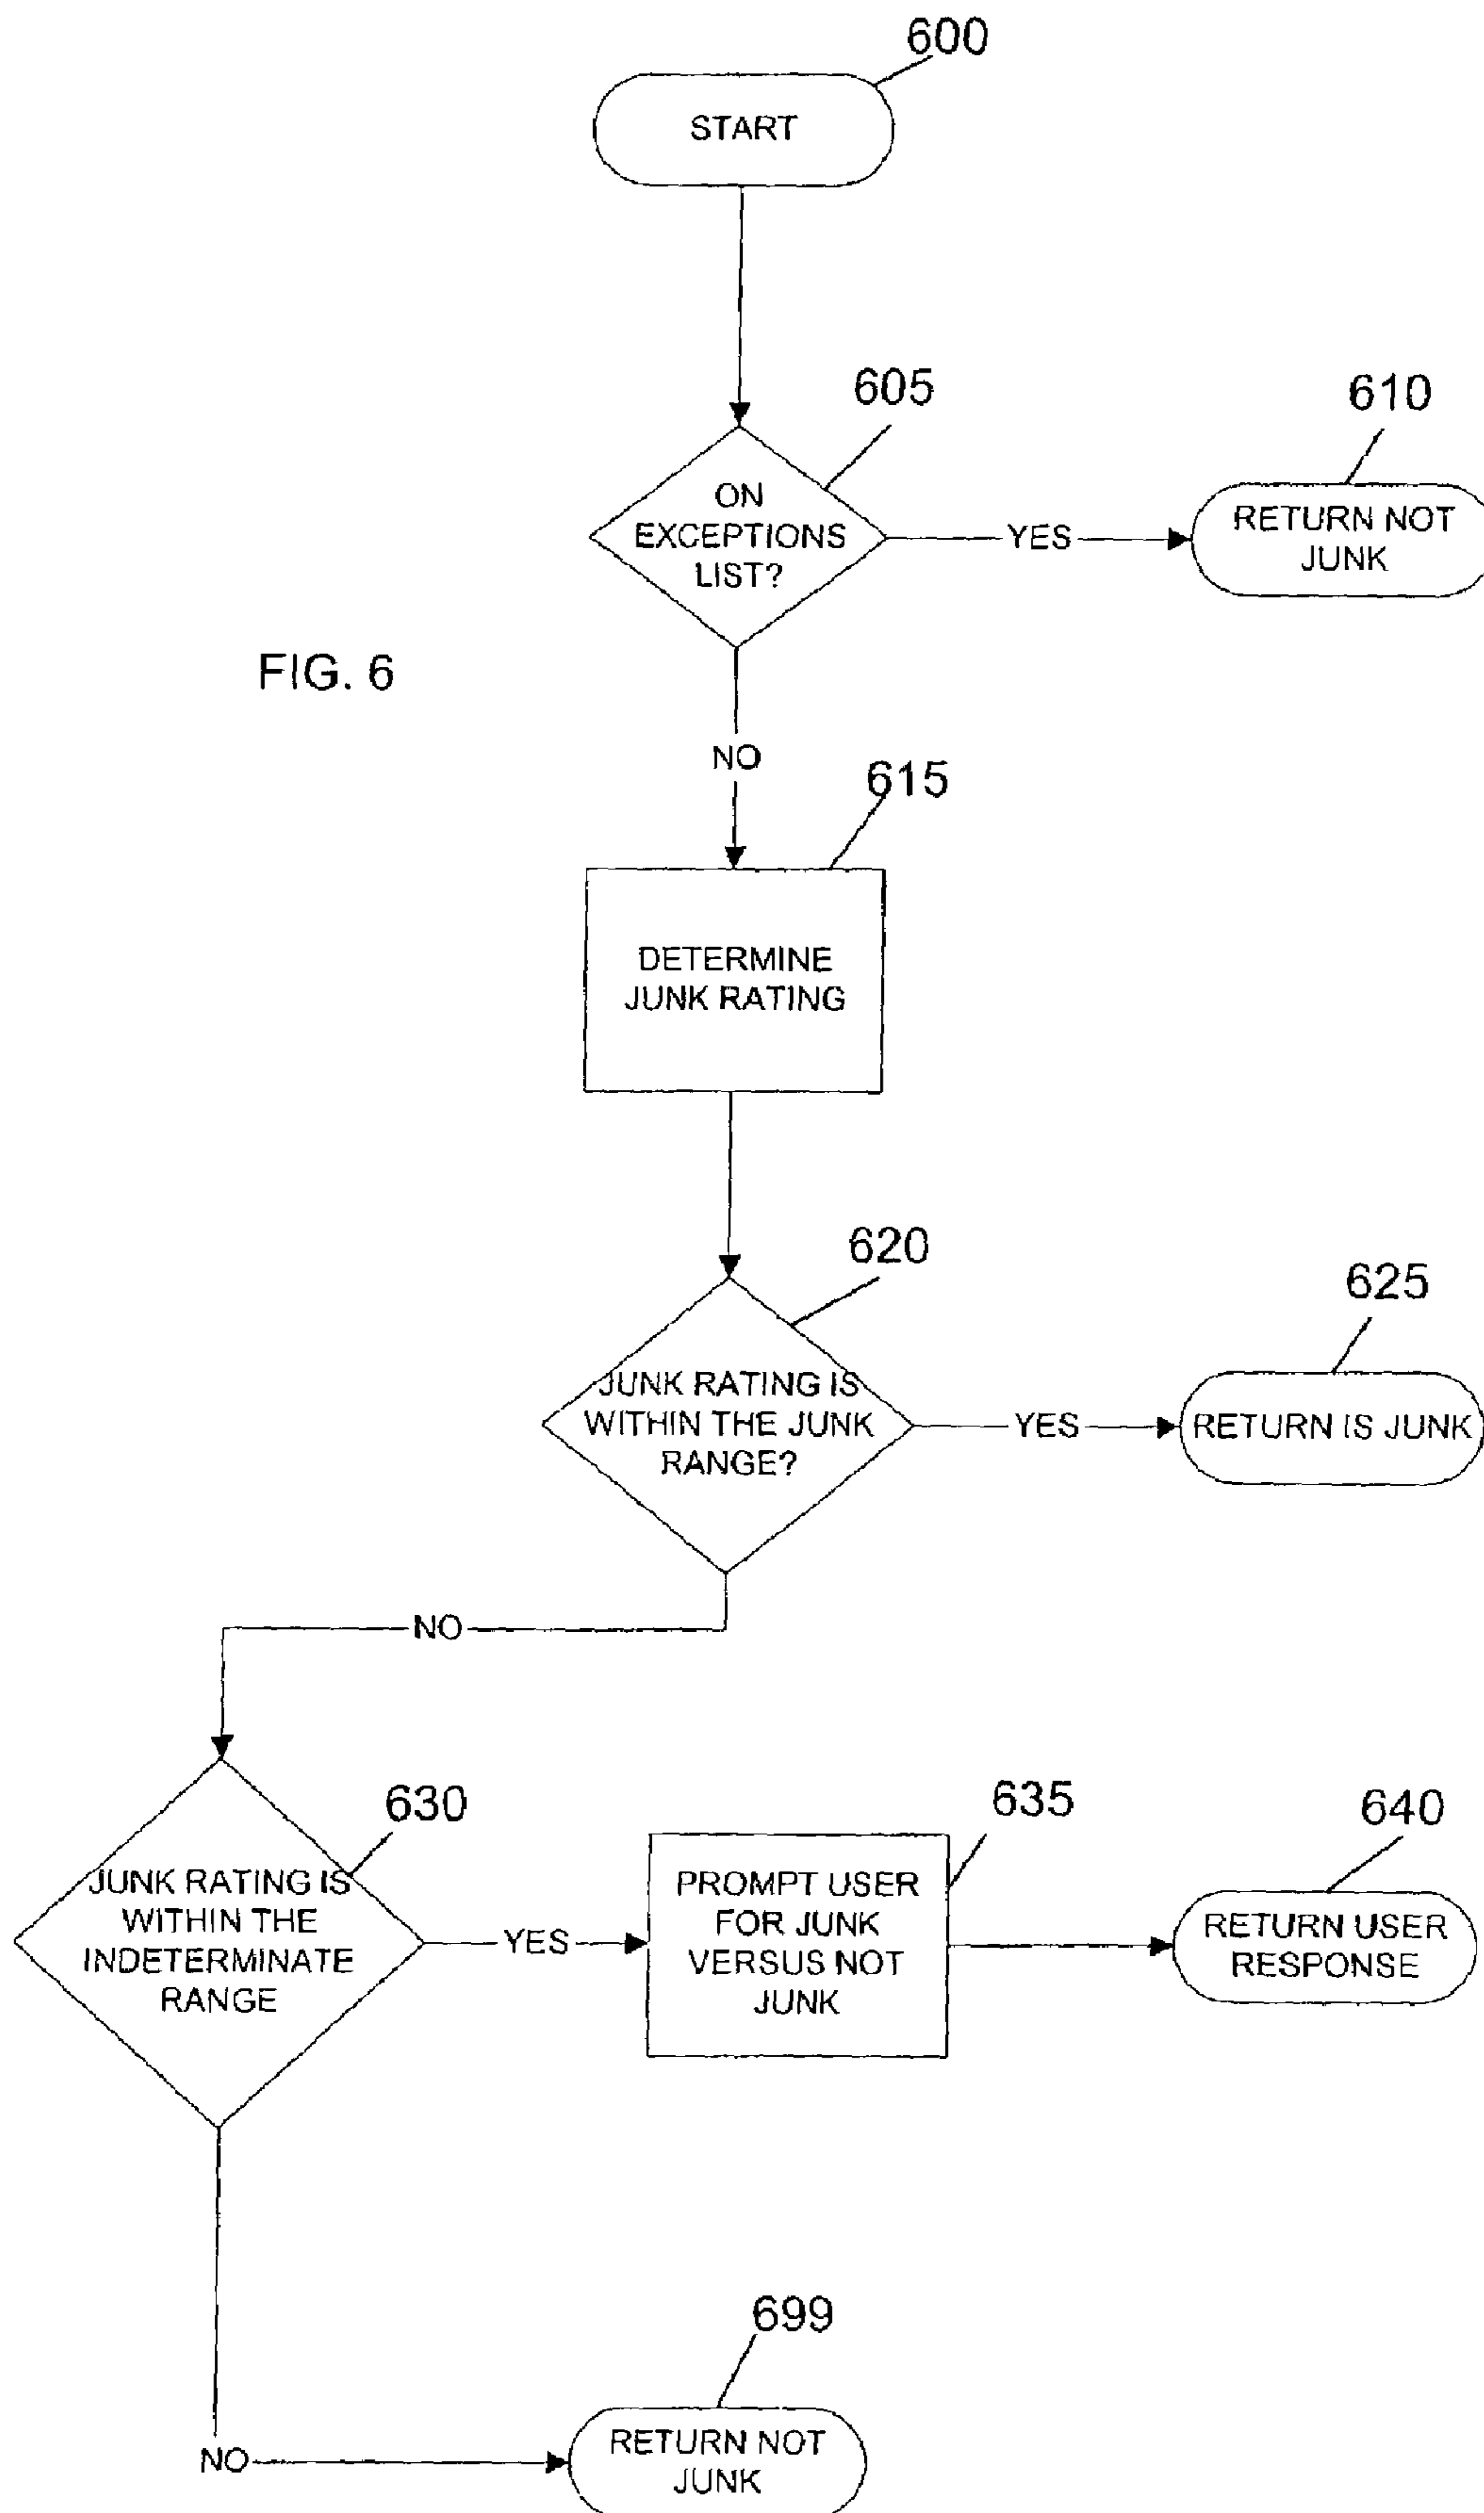 600
START
605
610
ON
EXCEPTIONS
LIST?
YES
RETURN NOT
JUNK
FIG. 6
NO
615
DETERMINE
JUNK RATING
620
625
JUNK RATING IS
WITHIN THE JUNK
RANGE?
YES
RETURN IS JUNK
NO
630
635
640
JUNK RATING IS
WITHIN THE
INDETERMINATE
RANGE
YES
PROMPT USER
FOR JUNK
VERSUS NOT
JUNK
RETURN USER
RESPONSE
699
NO
RETURN NOT
JUNK